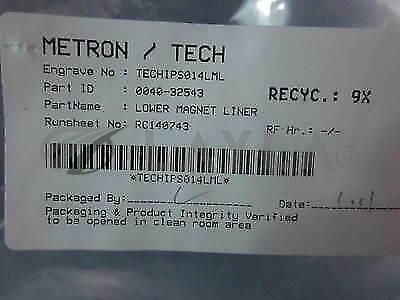 METRON / TECH
Engrave No : TECHIPS014LML
Part ID : 0040-32543
RECYC.: 9X
PartName : LOWER MAGNET LINER
Runsheet No : RC140743
RF Hr.: -/-
*TECHIPS014LML*
Packaged By:
Date:
Packaging & Product Integrity Verified
to be opened in clean room area